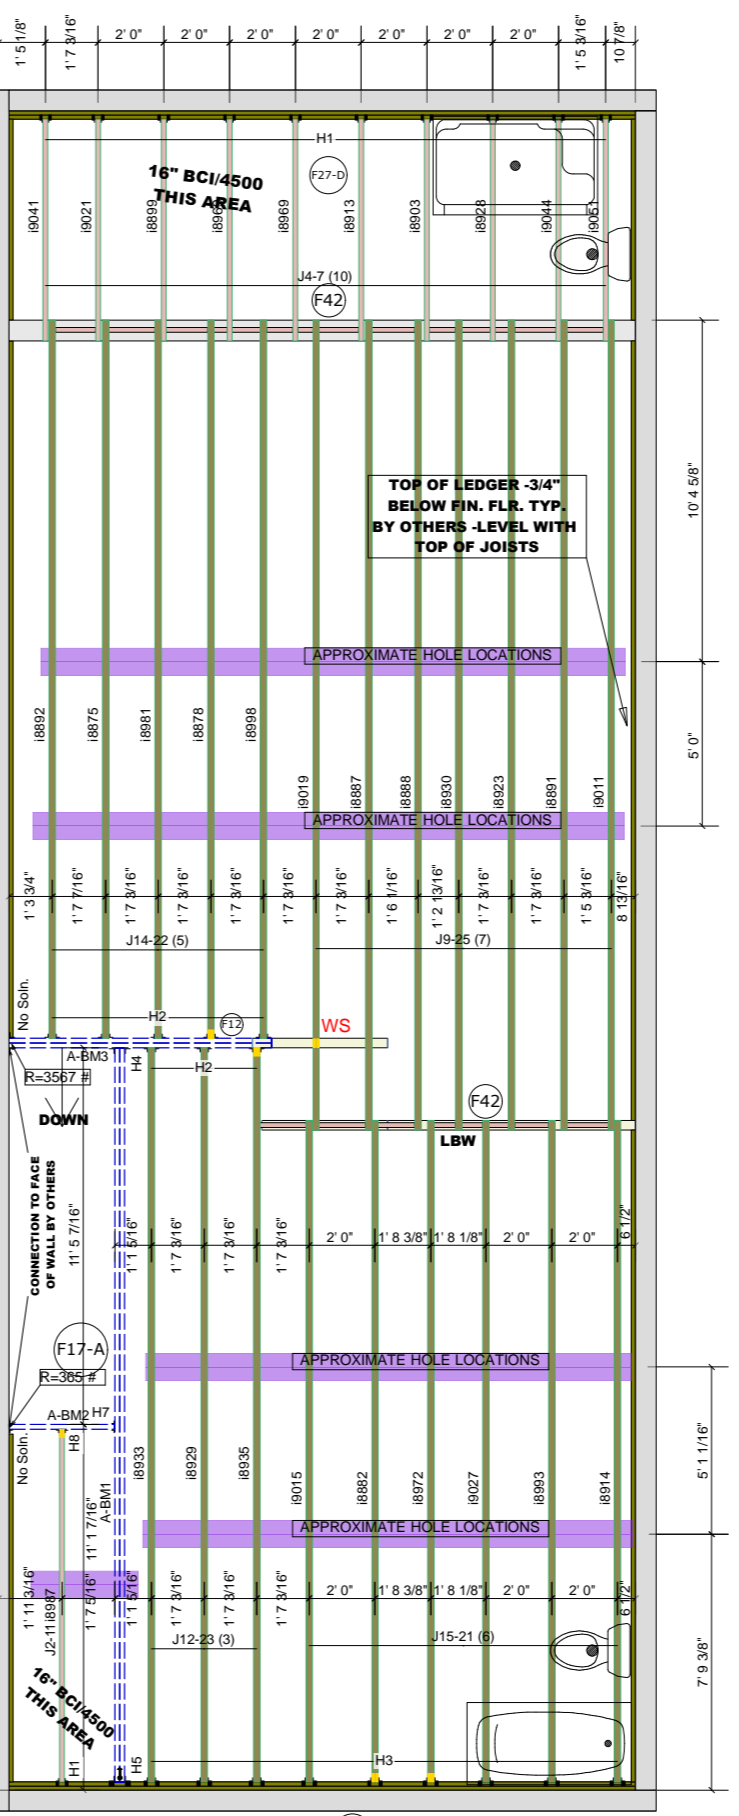 1' 5 1/8"
1' 7 3/16"
2' 0"
2' 0"
2' 0"
2' 0"
2' 0"
2' 0"
2' 0"
1' 5 3/16"
10 7/8"
H1
16" BCI/4500
THIS AREA
F27-D
i9041
i9021
i8899
i8969
i8913
i8903
i8928
i9044
i9051
J4-7 (10)
F42
TOP OF LEDGER -3/4"
BELOW FIN. FLR. TYP.
BY OTHERS -LEVEL WITH
TOP OF JOISTS
10' 4 5/8"
APPROXIMATE HOLE LOCATIONS
i8892
i8875
i8981
i8878
i8998
5' 0"
i9019
i8887
i8888
i8930
i8923
i8891
i9011
APPROXIMATE HOLE LOCATIONS
1' 3 3/4"
1' 7 7/16"
1' 7 3/16"
1' 7 3/16"
1' 7 3/16"
1' 7 3/16"
1' 6 1/16"
1' 2 13/16"
1' 7 3/16"
1' 7 3/16"
1' 5 3/16"
8 13/16"
J14-22 (5)
J9-25 (7)
No Soln.
H2
F12
WS
A-BM3
H4
H2
R=3567 #
DOWN
F42
LBW
CONNECTION TO FACE
OF WALL BY OTHERS
11' 5 7/16"
1' 1 5/16"
1' 7 3/16"
1' 7 3/16"
1' 7 3/16"
2' 0"
1' 8 3/8"
1' 8 1/8"
2' 0"
2' 0"
6 1/2"
F17-A
APPROXIMATE HOLE LOCATIONS
R=365 #
A-BM2
H7
H8
No Soln.
i8933
i8929
i8935
i9015
i8882
i8972
i9027
i8993
i8914
5' 1 1/16"
A-BM1
11' 1 7/16"
APPROXIMATE HOLE LOCATIONS
1' 11 3/16"
J2-11
i8987
1' 7 5/16"
1' 1 5/16"
1' 7 3/16"
1' 7 3/16"
1' 7 3/16"
2' 0"
1' 8 3/8"
1' 8 1/8"
2' 0"
2' 0"
6 1/2"
J12-23 (3)
J15-21 (6)
7' 9 3/8"
16" BCI/4500
THIS AREA
H1
H5
H3